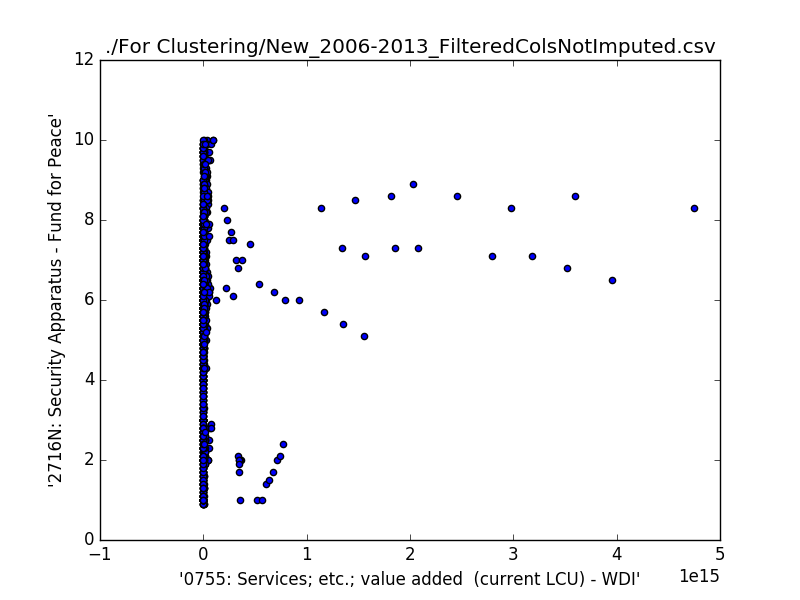 ./For Clustering/New_2006-2013_FilteredColsNotImputed.csv
12
10
8
6
4
2
0
'2716N: Security Apparatus - Fund for Peace'
−1 0 1 2 3 4 5
1e15
'0755: Services; etc.; value added  (current LCU) - WDI'